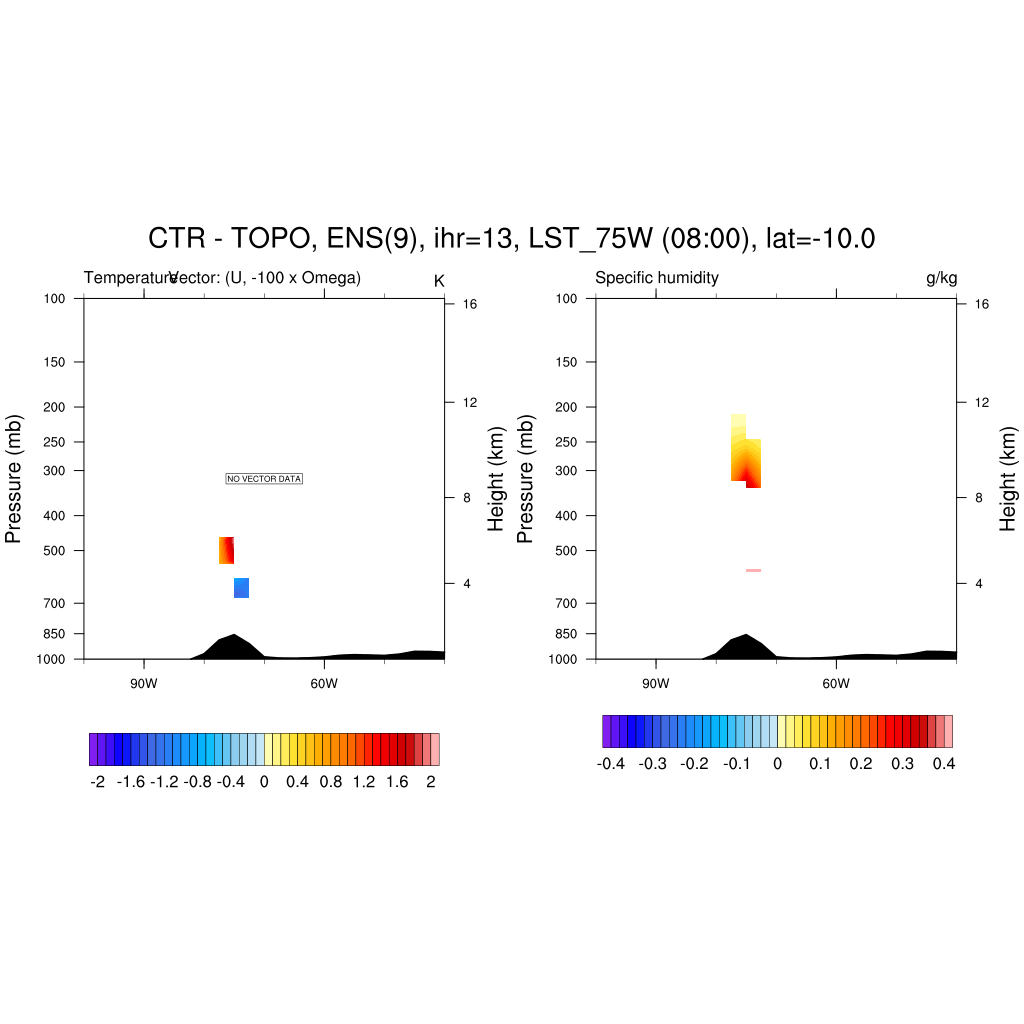 CTR - TOPO, ENS(9), ihr=13, LST_75W (08:00), lat=-10.0
Temperature Vector: (U, -100 x Omega) K
Specific humidity g/kg
100
150
200
250
300
400
500
700
850
1000
Pressure (mb)
NO VECTOR DATA
16
12
8
4
Height (km)
90W 60W
100
150
200
250
300
400
500
700
850
1000
Pressure (mb)
16
12
8
4
Height (km)
90W 60W
-2 -1.6 -1.2 -0.8 -0.4 0 0.4 0.8 1.2 1.6 2
-0.4 -0.3 -0.2 -0.1 0 0.1 0.2 0.3 0.4